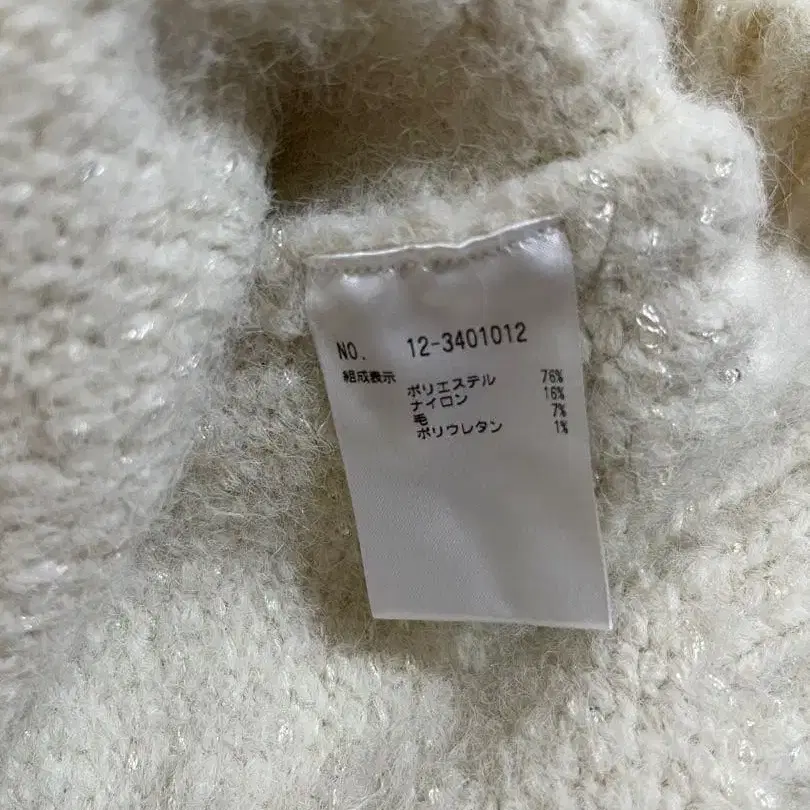 NO. 12-3401012
組成表示 ポリエステル 76%
ナイロン 16%
毛 7%
ポリウレタン 1%